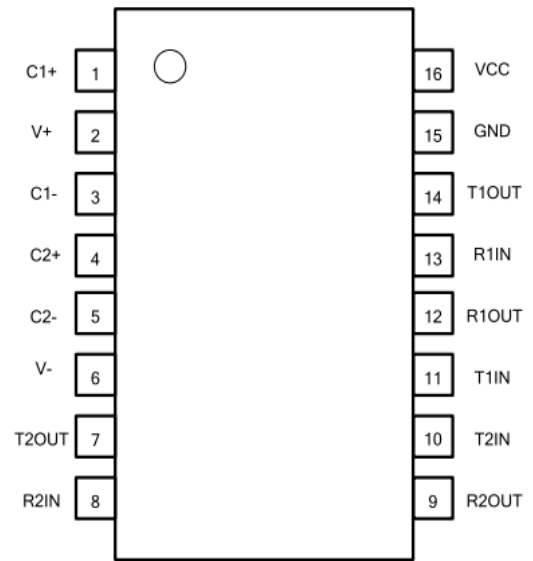 C1+ 1 16 VCC
V+ 2 15 GND
C1- 3 14 T1OUT
C2+ 4 13 R1IN
C2- 5 12 R1OUT
V- 6 11 T1IN
T2OUT 7 10 T2IN
R2IN 8 9 R2OUT